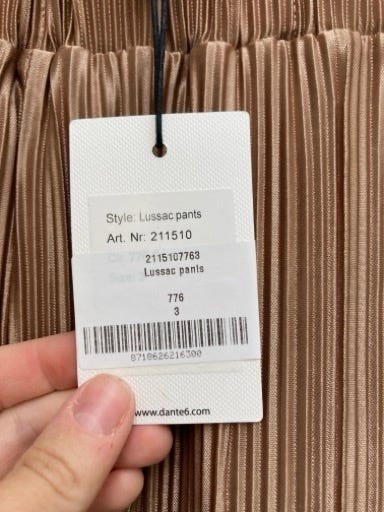 Style: Lussac pants
Art. Nr: 211510
2115107763
Lussac pants
776
3
8718626216300
www.dante6.com